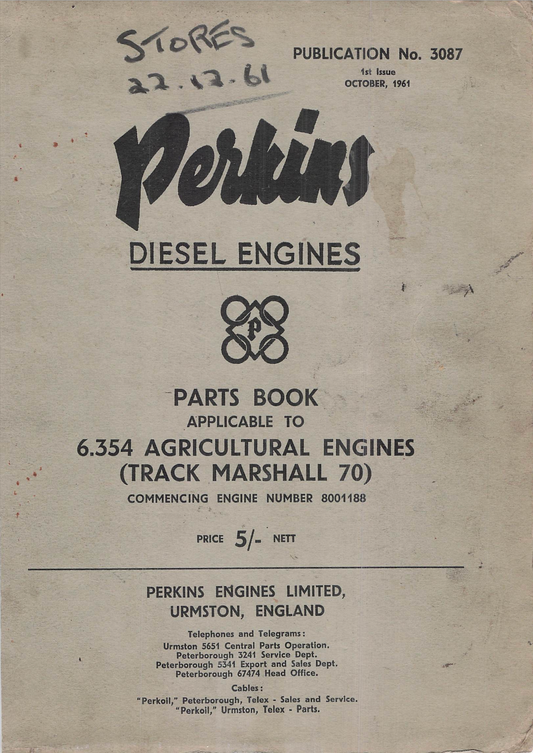 STORES
22.12.61
PUBLICATION No. 3087
1st Issue
OCTOBER, 1961
Perkins
DIESEL ENGINES
P
PARTS BOOK
APPLICABLE TO
6.354 AGRICULTURAL ENGINES
(TRACK MARSHALL 70)
COMMENCING ENGINE NUMBER 8001188
PRICE 5/- NETT
PERKINS ENGINES LIMITED,
URMSTON, ENGLAND
Telephones and Telegrams:
Urmston 5651 Central Parts Operation.
Peterborough 3241 Service Dept.
Peterborough 5341 Export and Sales Dept.
Peterborough 67474 Head Office.
Cables:
"Perkoil," Peterborough, Telex - Sales and Service.
"Perkoil," Urmston, Telex - Parts.